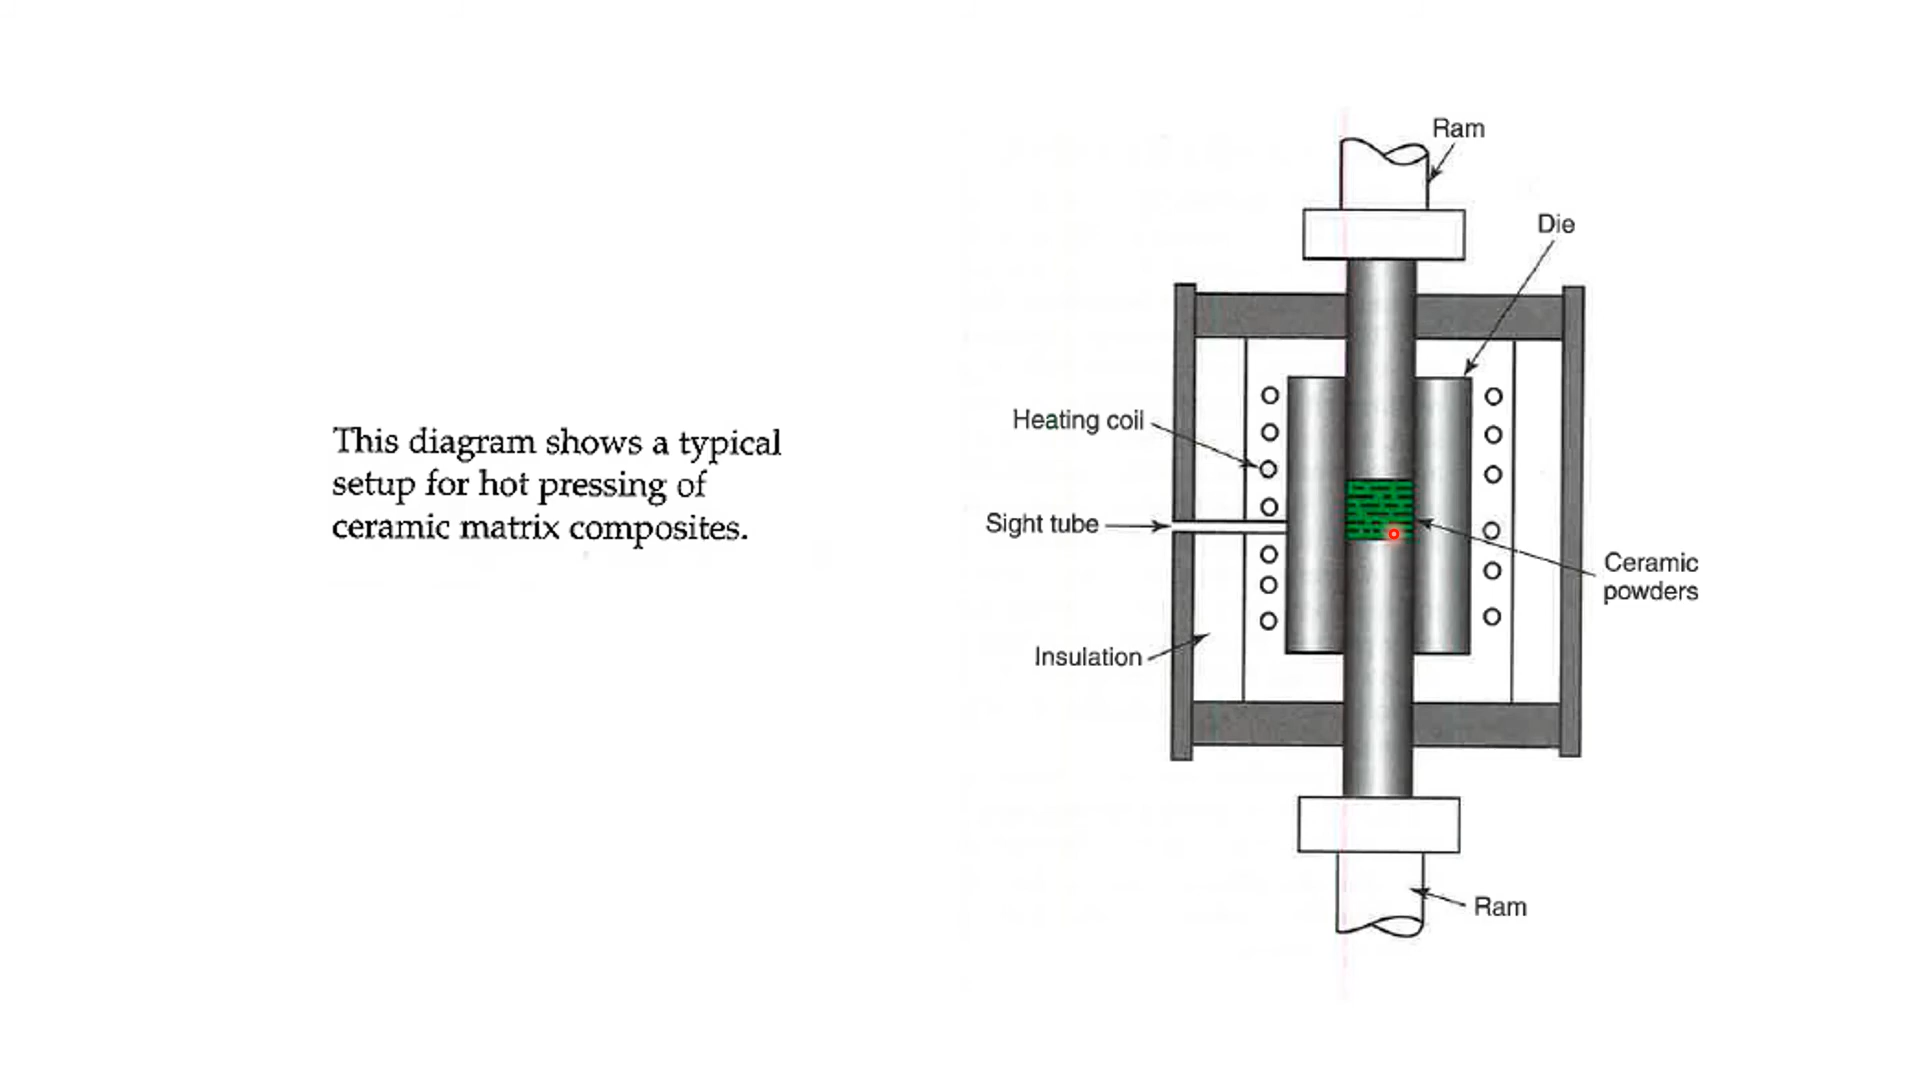 This diagram shows a typical
setup for hot pressing of
ceramic matrix composites.
Ram
Die
Heating coil
Sight tube
Ceramic
powders
Insulation
Ram